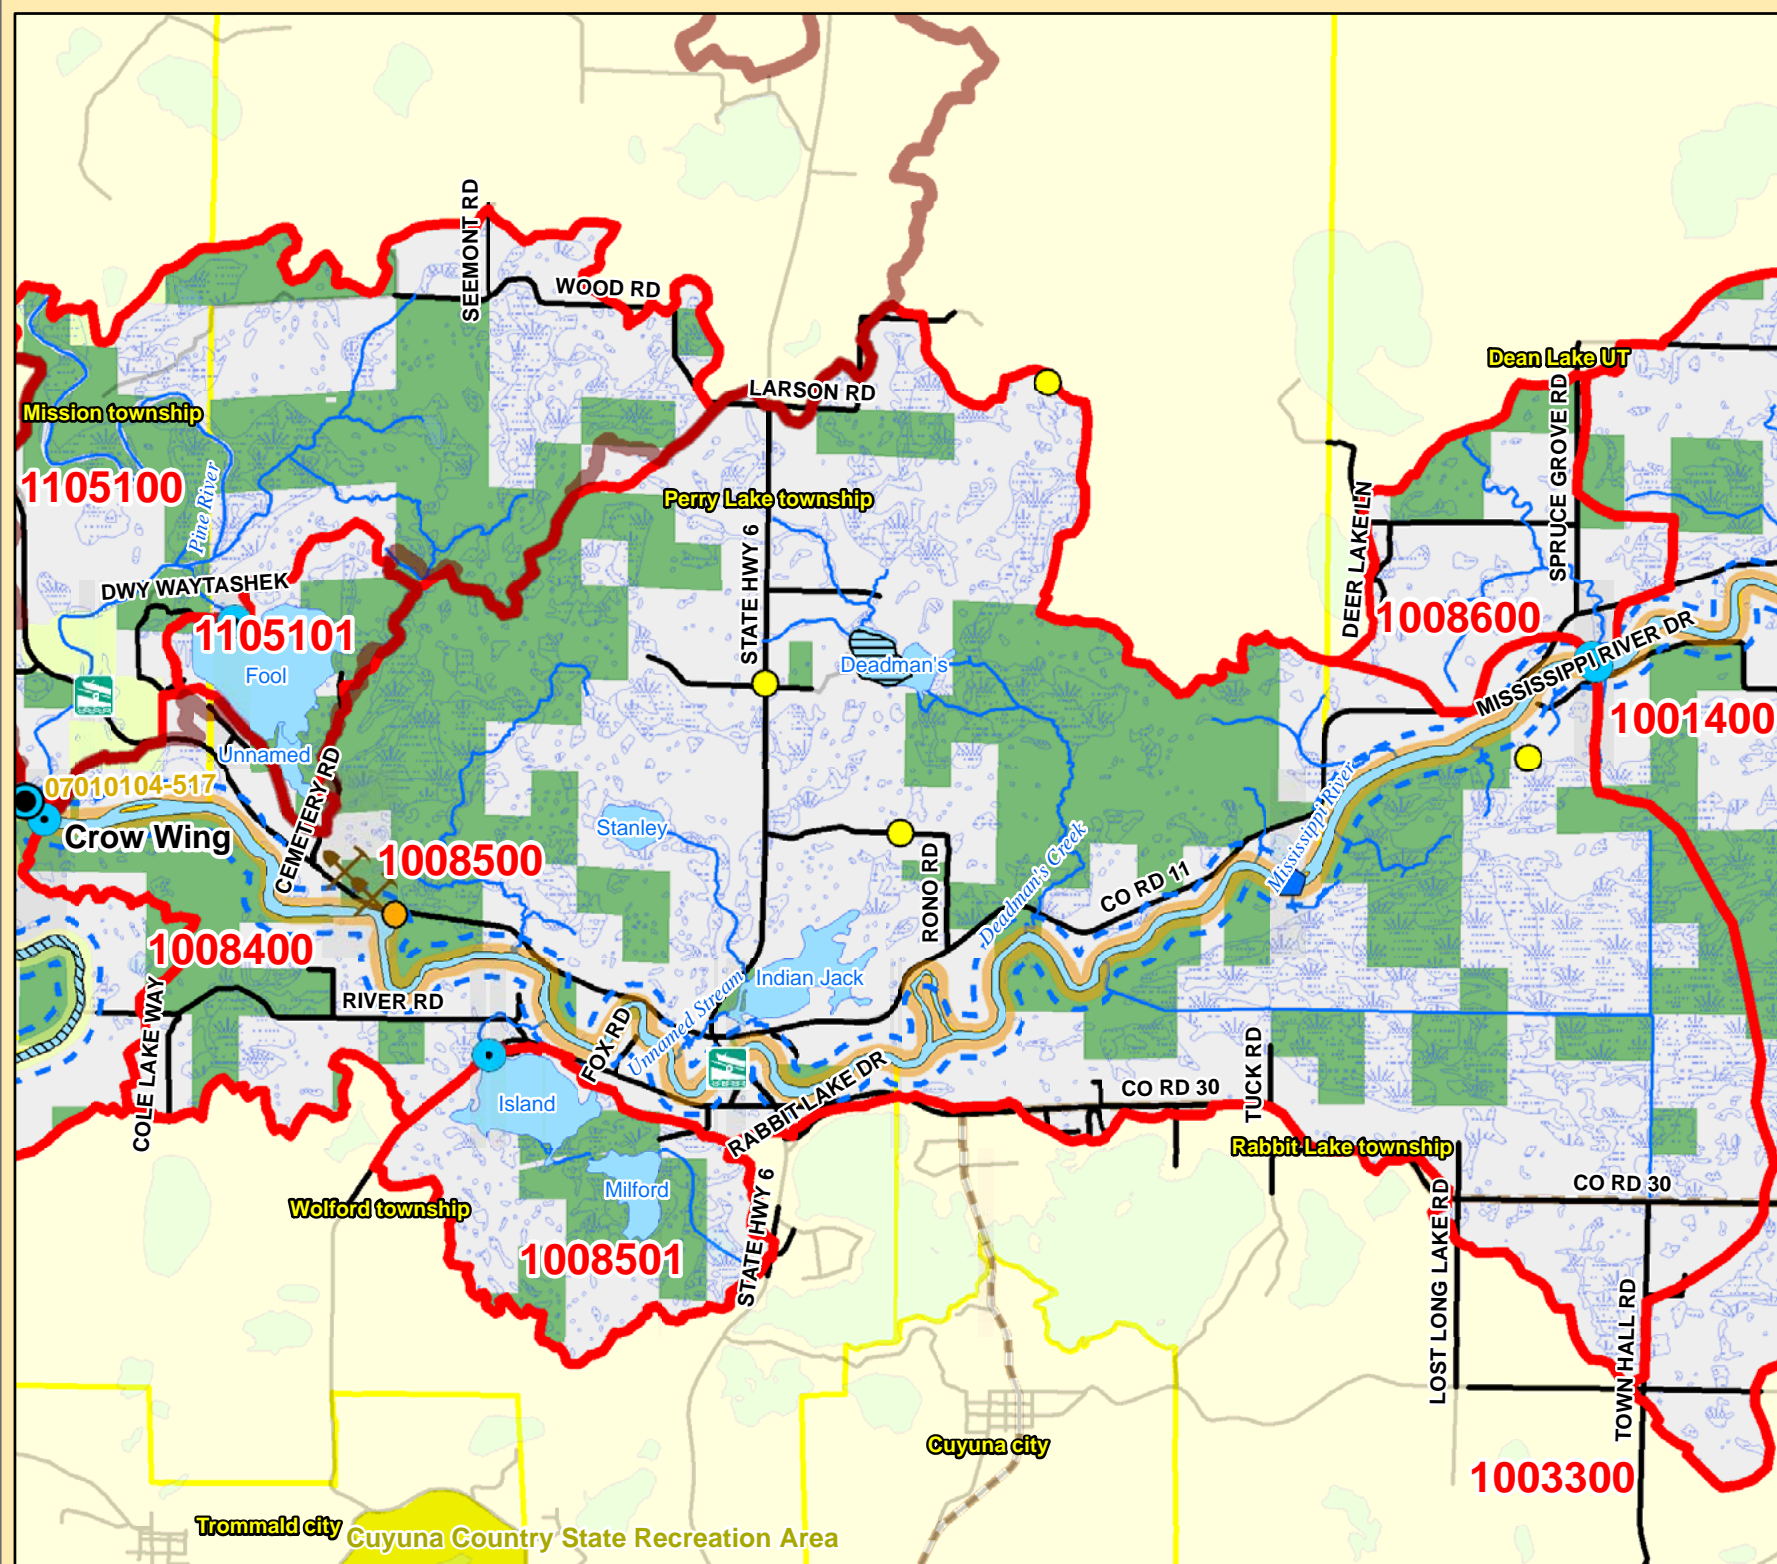 SEEMONT RD
WOOD RD
Dean Lake UT
LARSON RD
SPRUCE GROVE RD
Mission township
1105100
Pine River
Perry Lake township
STATE HWY 6
DEER LAKE LN
DWY WAYTASHEK
1105101
1008600
Fool
Deadman's
MISSISSIPPI RIVER DR
1001400
Unnamed
07010104-517
Crow Wing
CEMETERY RD
Stanley
Mississippi River
1008500
RONO RD
Deadman's Creek
CO RD 11
1008400
COLE LAKE WAY
RIVER RD
Indian Jack
Unnamed Stream
FOX RD
Island
RABBIT LAKE DR
CO RD 30
TUCK RD
Rabbit Lake township
Milford
Wolford township
STATE HWY 6
1008501
CO RD 30
LOST LONG LAKE RD
TOWN HALL RD
Cuyuna city
1003300
Trommald city
Cuyuna Country State Recreation Area